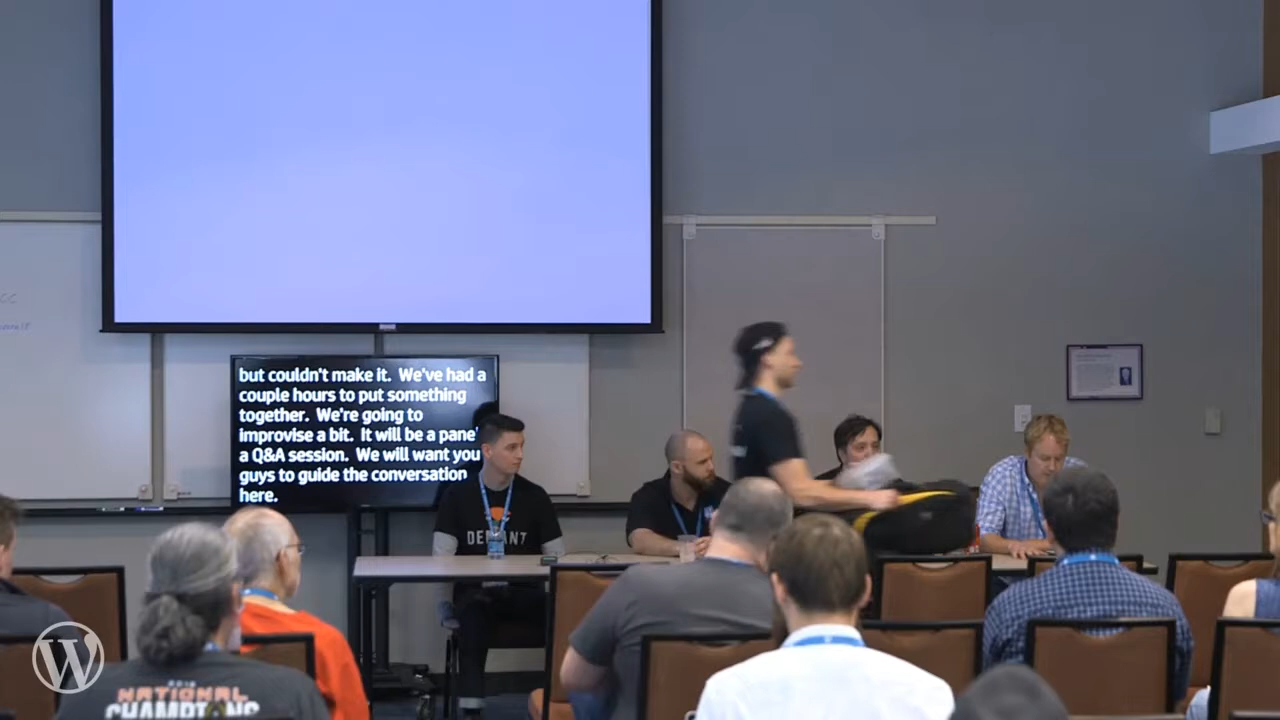 but couldn't make it. We've had a
couple hours to put something
together. We're going to
improvise a bit. It will be a pane
a Q&A session. We will want you
guys to guide the conversation
here.
NATIONAL
CHAMPIONS